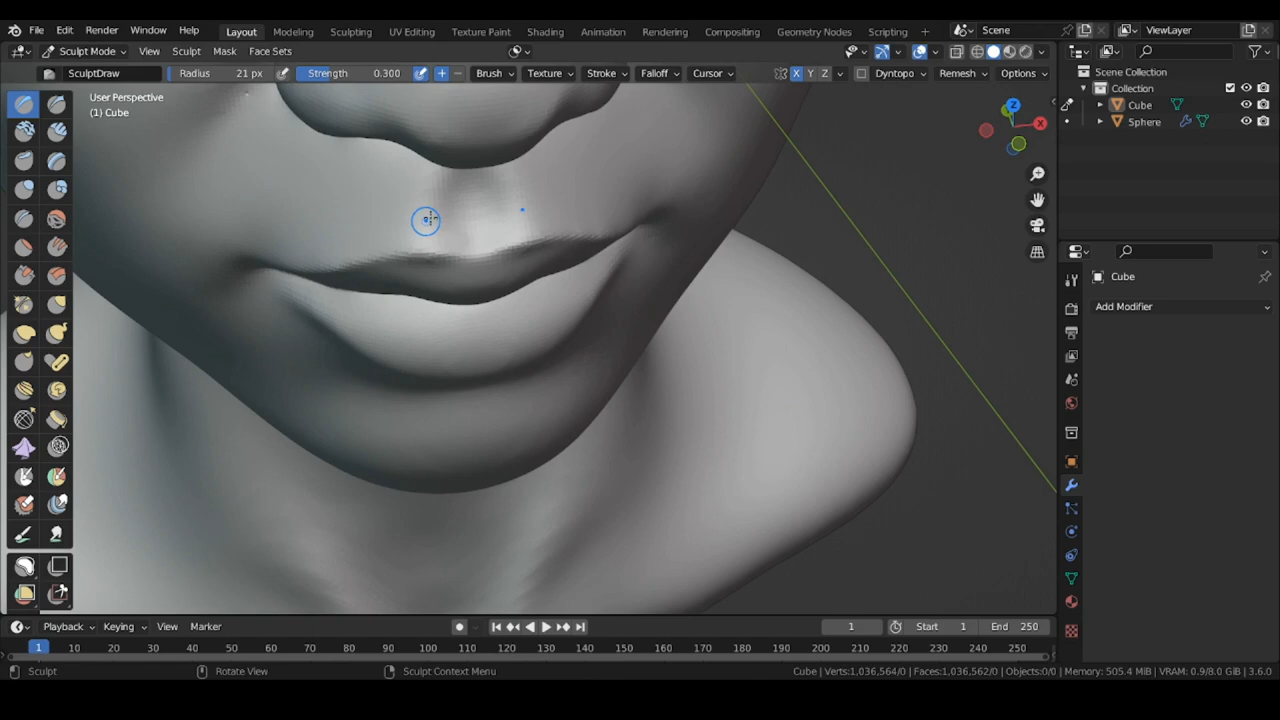 File Edit Render Window Help Layout Modeling Sculpting UV Editing Texture Paint Shading Animation Rendering Compositing Geometry Nodes Scripting + Scene ViewLayer
Sculpt Mode View Sculpt Mask Face Sets
SculptDraw Radius 21 px Strength 0.300 + − Brush Texture Stroke Falloff Cursor X Y Z Dyntopo Remesh Options
User Perspective
(1) Cube
Z
X
Scene Collection
Collection
Cube
Sphere
Cube
Add Modifier
Playback Keying View Marker 1 Start 1 End 250
1 10 20 30 40 50 60 70 80 90 100 110 120 130 140 150 160 170 180 190 200 210 220 230 240 250
Sculpt Rotate View Sculpt Context Menu Cube | Verts:1,036,564/0 | Faces:1,036,562/0 | Objects:0/0 | Memory: 505.4 MiB | VRAM: 0.9/8.0 GiB | 3.6.0